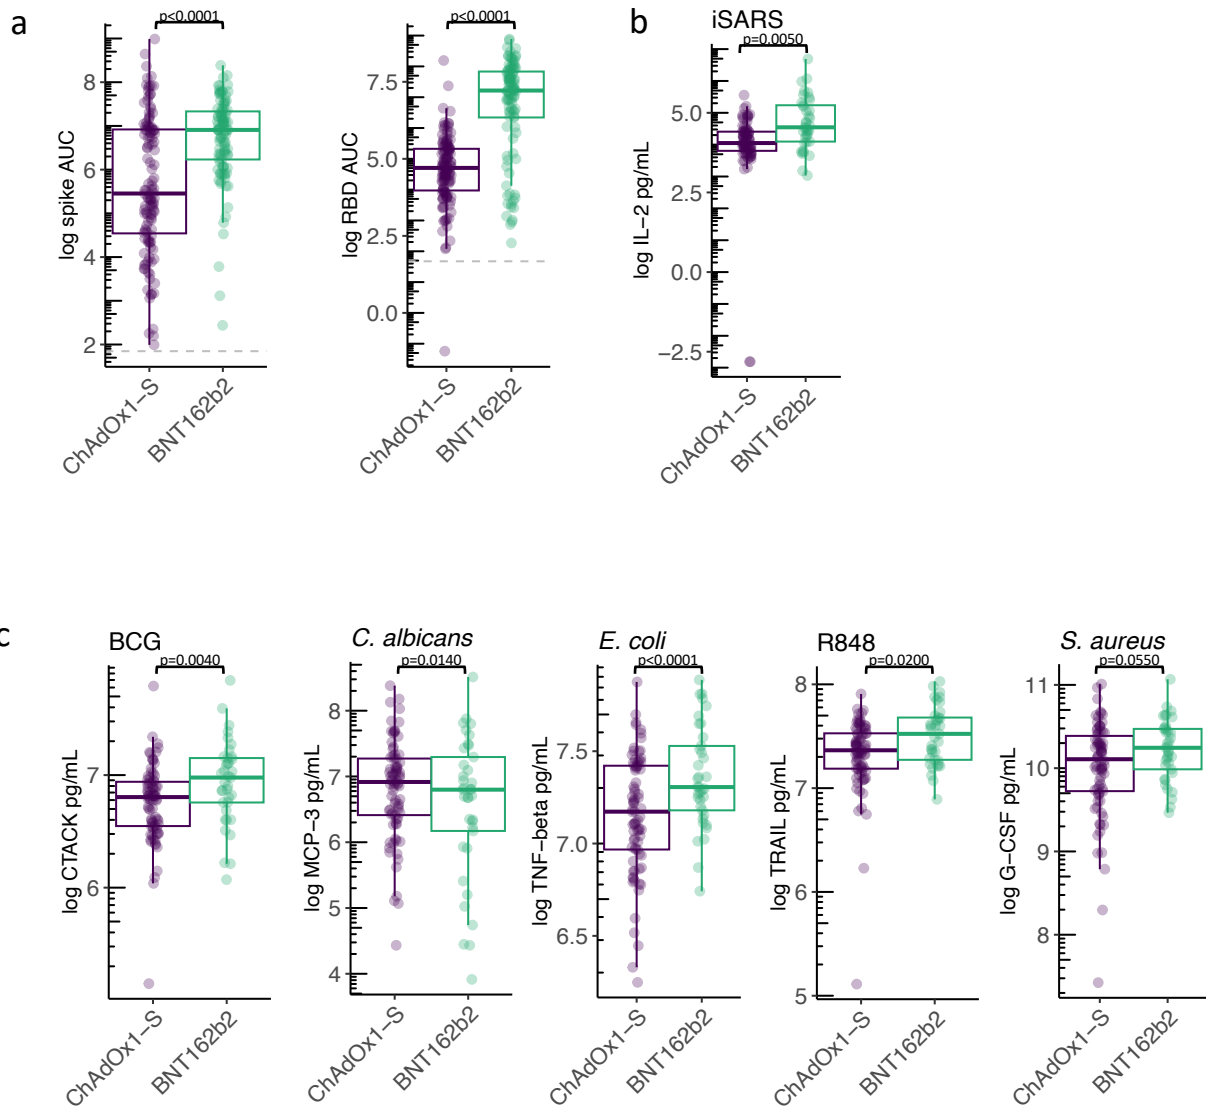 a
p<0.0001
log spike AUC
8
6
4
2
ChAdOx1−S
BNT162b2
p<0.0001
log RBD AUC
7.5
5.0
2.5
0.0
ChAdOx1−S
BNT162b2
b
iSARS
p=0.0050
log IL−2 pg/mL
5.0
2.5
0.0
−2.5
ChAdOx1−S
BNT162b2
c
BCG
p=0.0040
log CTACK pg/mL
7
6
ChAdOx1−S
BNT162b2
C. albicans
p=0.0140
log MCP−3 pg/mL
8
7
6
5
4
ChAdOx1−S
BNT162b2
E. coli
p<0.0001
log TNF−beta pg/mL
7.5
7.0
6.5
ChAdOx1−S
BNT162b2
R848
p=0.0200
log TRAIL pg/mL
8
7
6
5
ChAdOx1−S
BNT162b2
S. aureus
p=0.0550
log G−CSF pg/mL
11
10
9
8
ChAdOx1−S
BNT162b2